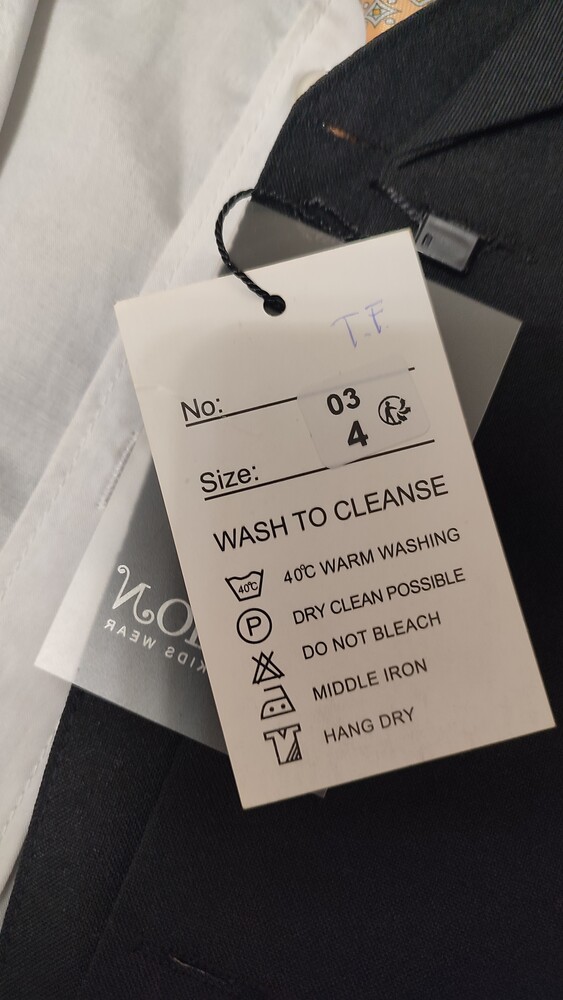 T.F.
No: 03
4
Size:
WASH TO CLEANSE
40℃ 40℃ WARM WASHING
P DRY CLEAN POSSIBLE
DO NOT BLEACH
MIDDLE IRON
HANG DRY
KIDS WEAR